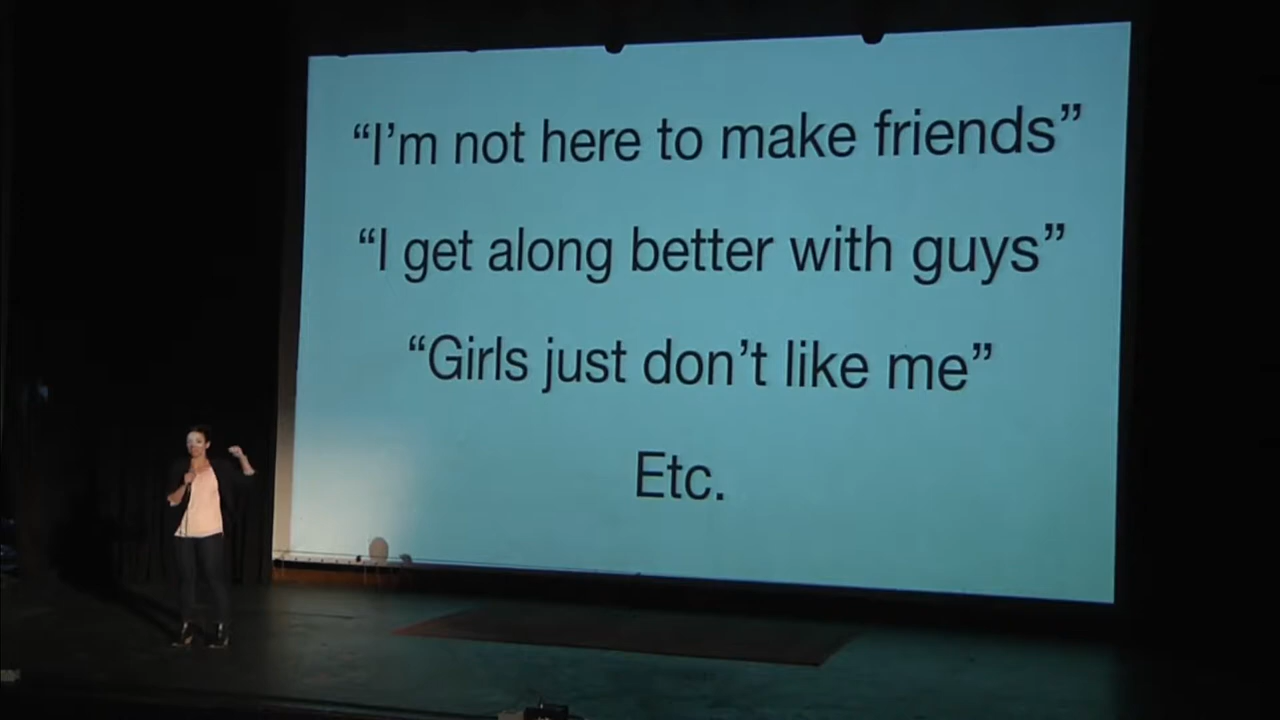 “I’m not here to make friends”
“I get along better with guys”
“Girls just don’t like me”
Etc.